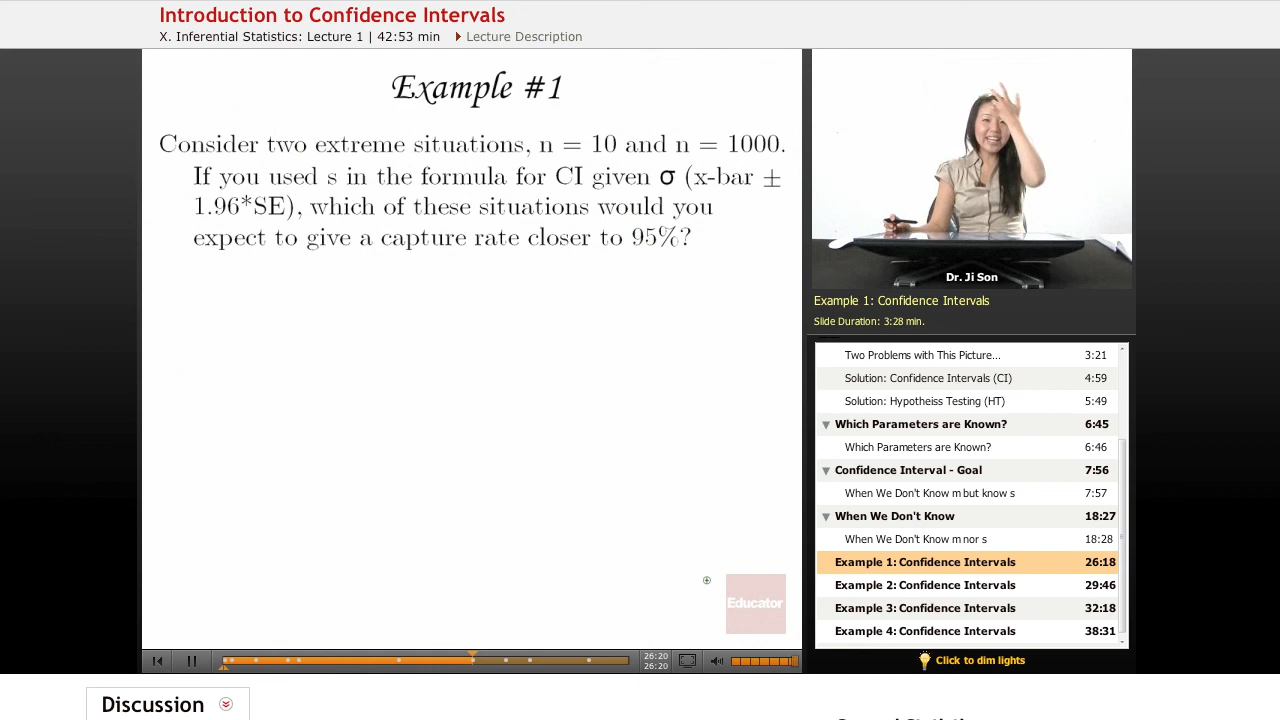 Introduction to Confidence Intervals
X. Inferential Statistics: Lecture 1 | 42:53 min Lecture Description
Example #1
Consider two extreme situations, n = 10 and n = 1000.
If you used s in the formula for CI given σ (x-bar ±
1.96*SE), which of these situations would you
expect to give a capture rate closer to 95%?
Educator
Dr. Ji Son
Example 1: Confidence Intervals
Slide Duration: 3:28 min.
Two Problems with This Picture... 3:21
Solution: Confidence Intervals (CI) 4:59
Solution: Hypotheiss Testing (HT) 5:49
Which Parameters are Known? 6:45
Which Parameters are Known? 6:46
Confidence Interval - Goal 7:56
When We Don't Know m but know s 7:57
When We Don't Know 18:27
When We Don't Know m nor s 18:28
Example 1: Confidence Intervals 26:18
Example 2: Confidence Intervals 29:46
Example 3: Confidence Intervals 32:18
Example 4: Confidence Intervals 38:31
26:20
26:20
Click to dim lights
Discussion